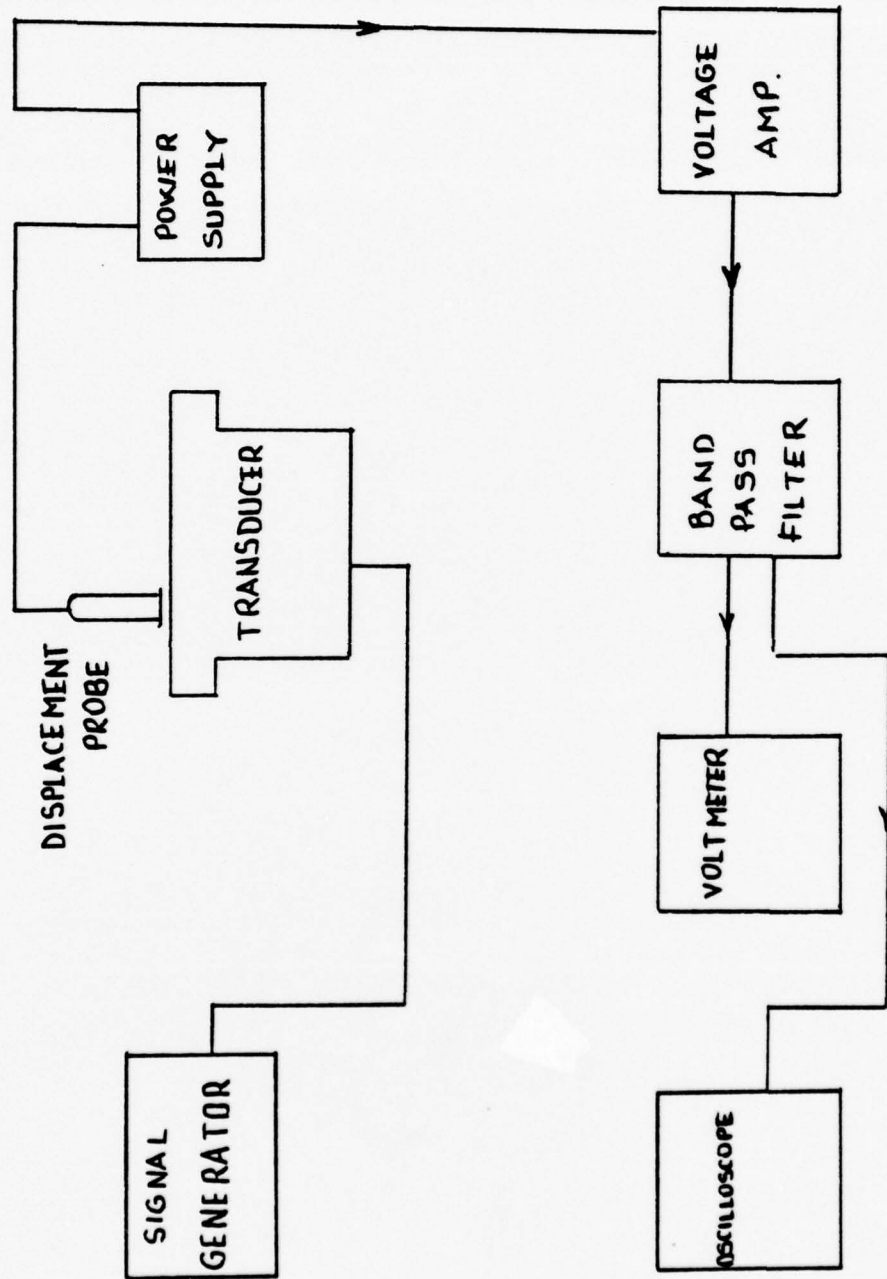 SIGNAL
GENERATOR
DISPLACEMENT
PROBE
TRANSDUCER
POWER
SUPPLY
OSCILLOSCOPE
VOLTMETER
BAND
PASS
FILTER
VOLTAGE
AMP.